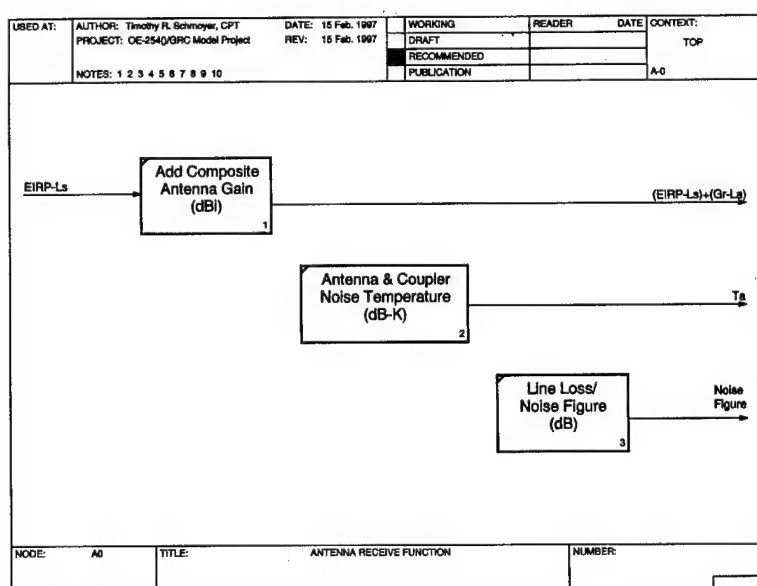 USED AT:
AUTHOR: Timothy R. Schmoyer, CPT
DATE: 15 Feb. 1997
WORKING
READER
DATE
CONTEXT:
PROJECT: OE-254()/GRC Model Project
REV: 15 Feb. 1997
DRAFT
TOP
RECOMMENDED
NOTES: 1 2 3 4 5 6 7 8 9 10
PUBLICATION
A-0
EIRP-Ls
Add Composite
Antenna Gain
(dBi)
1
(EIRP-Ls)+(Gr-La)
Antenna & Coupler
Noise Temperature
(dB-K)
2
Ta
Line Loss/
Noise Figure
(dB)
3
Noise
Figure
NODE: A0
TITLE: ANTENNA RECEIVE FUNCTION
NUMBER: